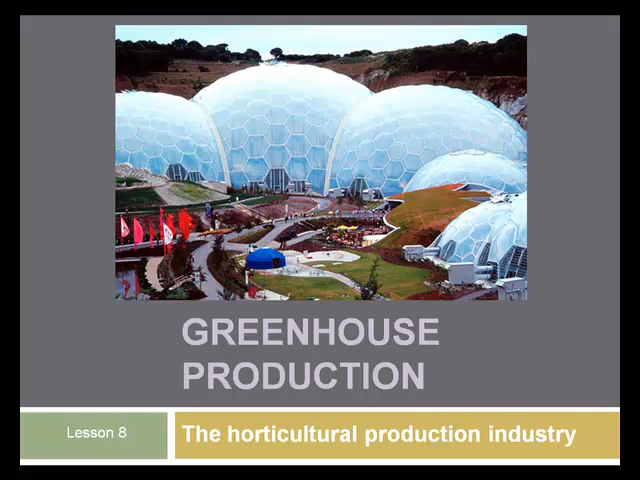 GREENHOUSE
PRODUCTION
Lesson 8
The horticultural production industry